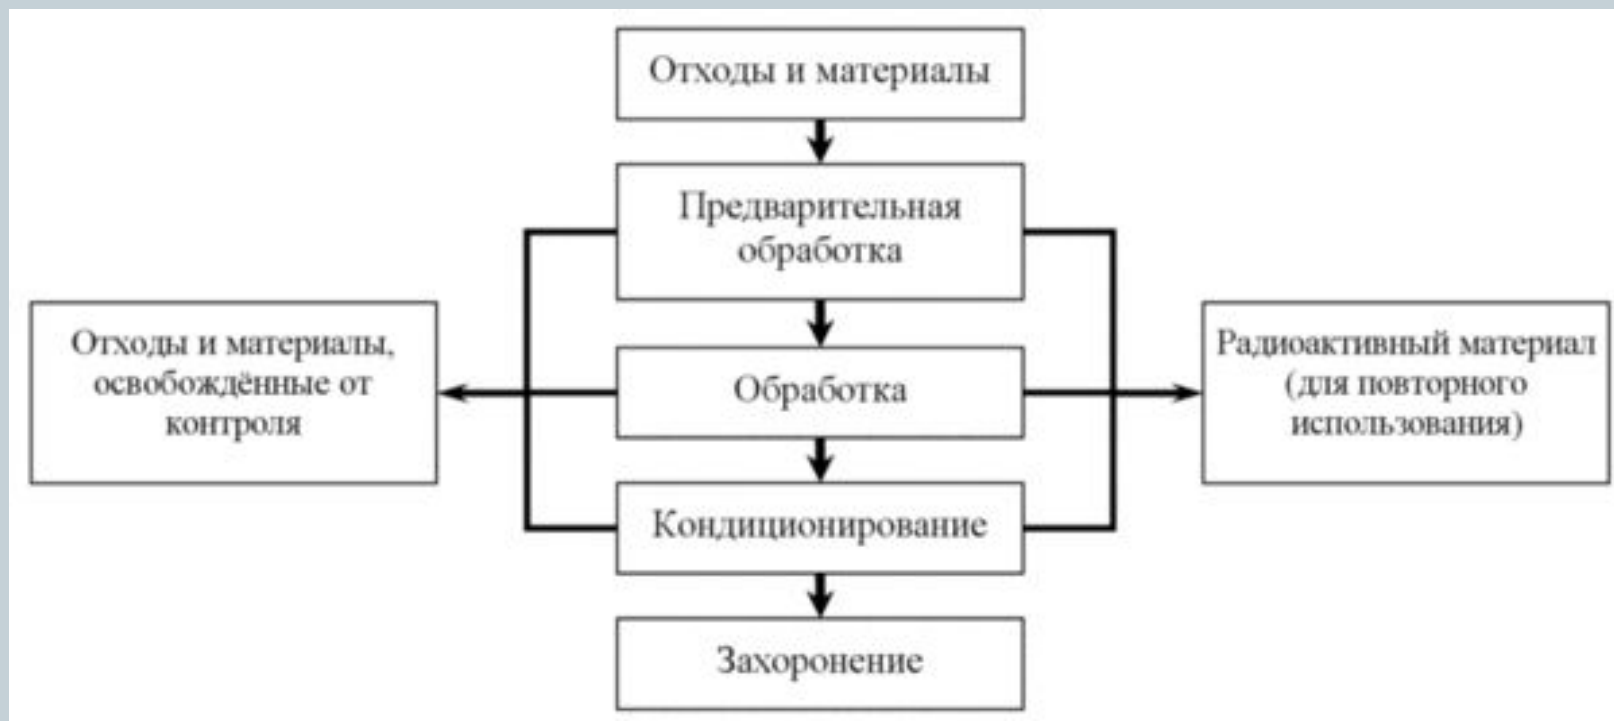 Отходы и материалы
Предварительная
обработка
Отходы и материалы,
освобождённые от
контроля
Обработка
Радиоактивный материал
(для повторного
использования)
Кондиционирование
Захоронение